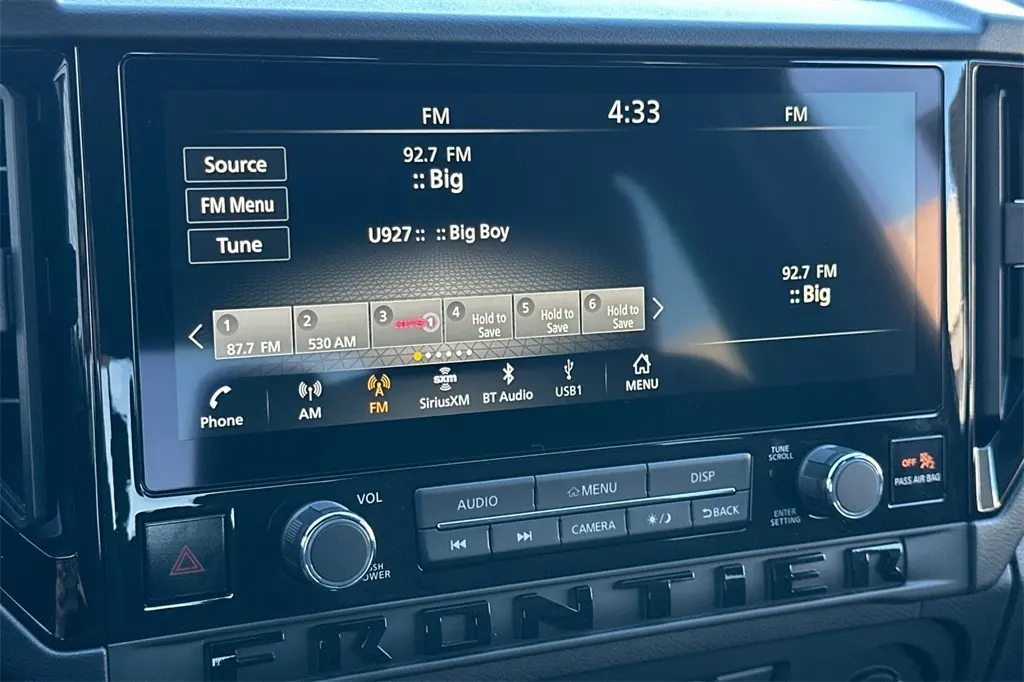 FM 4:33 FM
92.7 FM
:: Big
Source
FM Menu
Tune
U927 :: :: Big Boy
92.7 FM
:: Big
1 87.7 FM
2 530 AM
3 1
4 Hold to
Save
5 Hold to
Save
6 Hold to
Save
Phone
AM
FM
sxm
SiriusXM
BT Audio
USB1
MENU
VOL
AUDIO
MENU
DISP
CAMERA
BACK
TUNE
SCROLL
ENTER
SETTING
OFF 2
PASS AIR BAG
FRONTIER